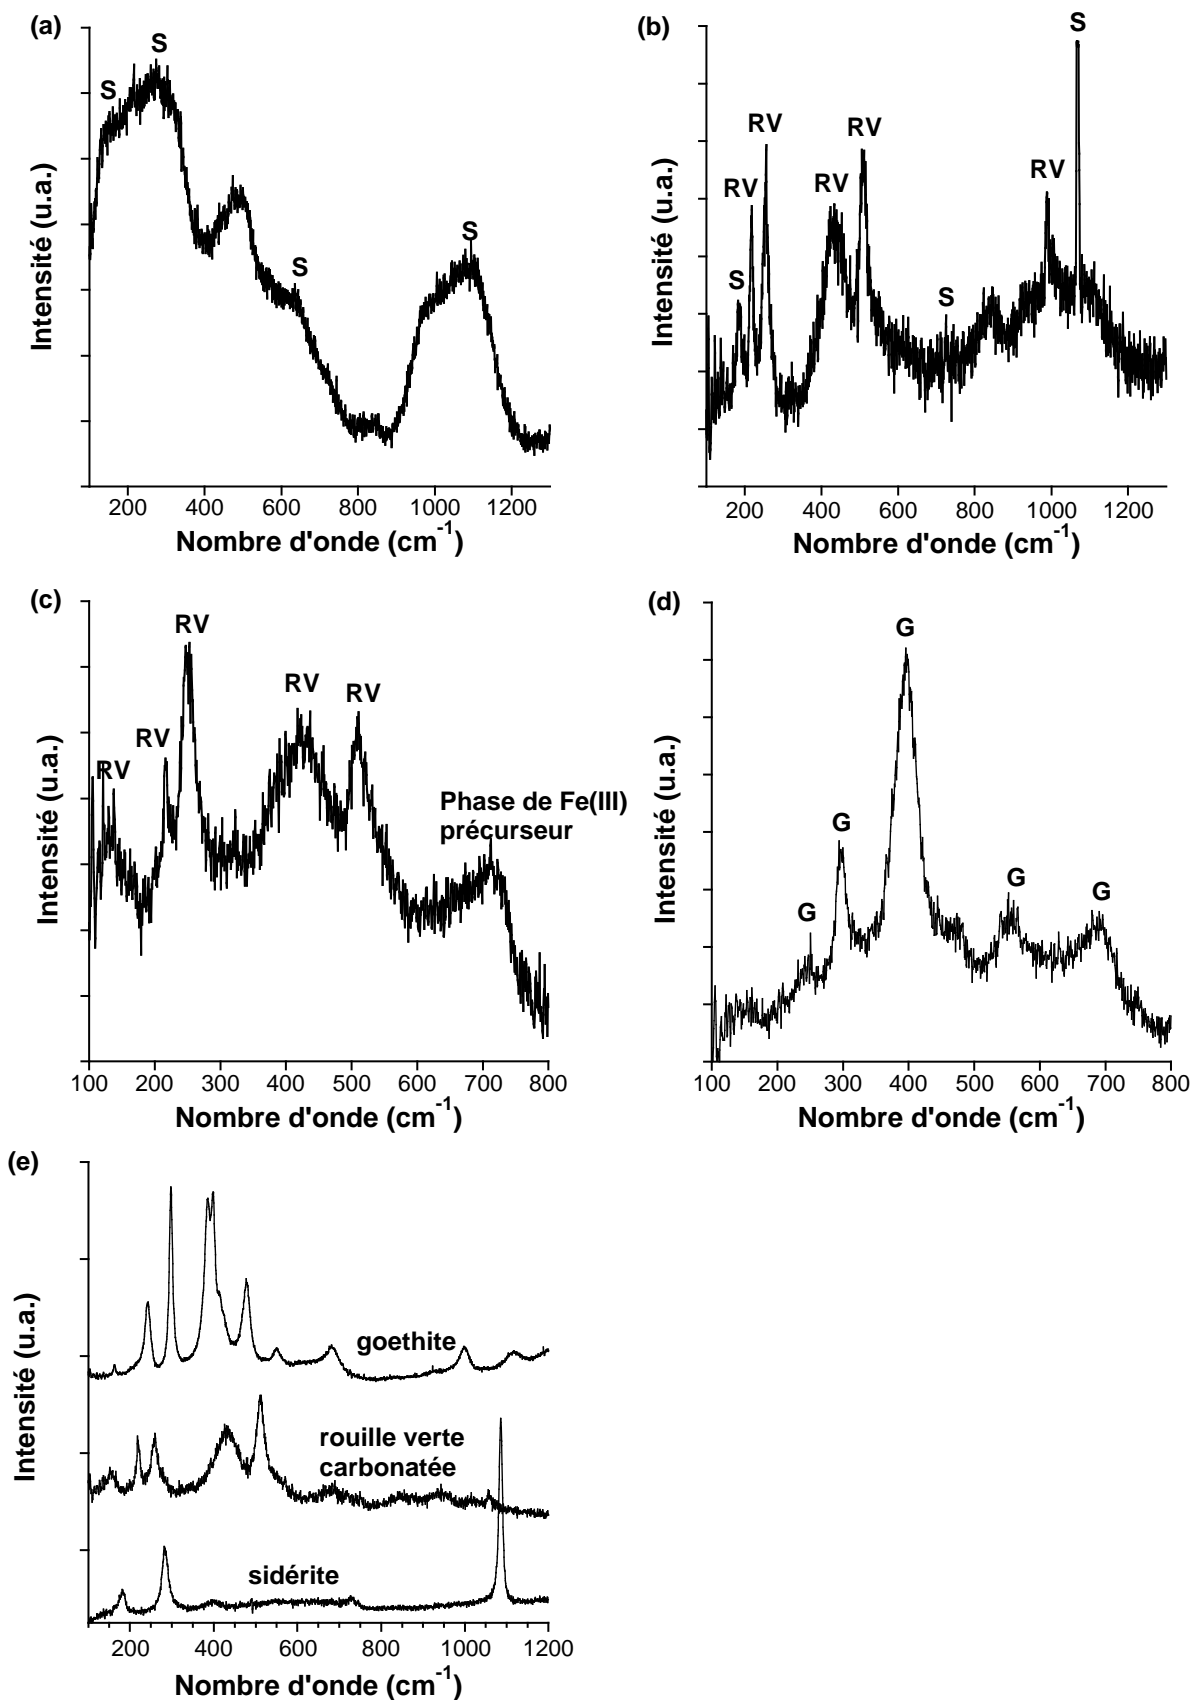 (a)
S
S
S
S
Intensité (u.a.)
200 400 600 800 1000 1200
Nombre d'onde (cm⁻¹)
(b)
S
RV
RV
RV
RV
RV
S
S
Intensité (u.a.)
200 400 600 800 1000 1200
Nombre d'onde (cm⁻¹)
(c)
RV
RV
RV
RV
RV
Phase de Fe(III)
précurseur
Intensité (u.a.)
100 200 300 400 500 600 700 800
Nombre d'onde (cm⁻¹)
(d)
G
G
G
G
G
Intensité (u.a.)
100 200 300 400 500 600 700 800
Nombre d'onde (cm⁻¹)
(e)
goethite
rouille verte
carbonatée
sidérite
Intensité (u.a.)
200 400 600 800 1000 1200
Nombre d'onde (cm⁻¹)